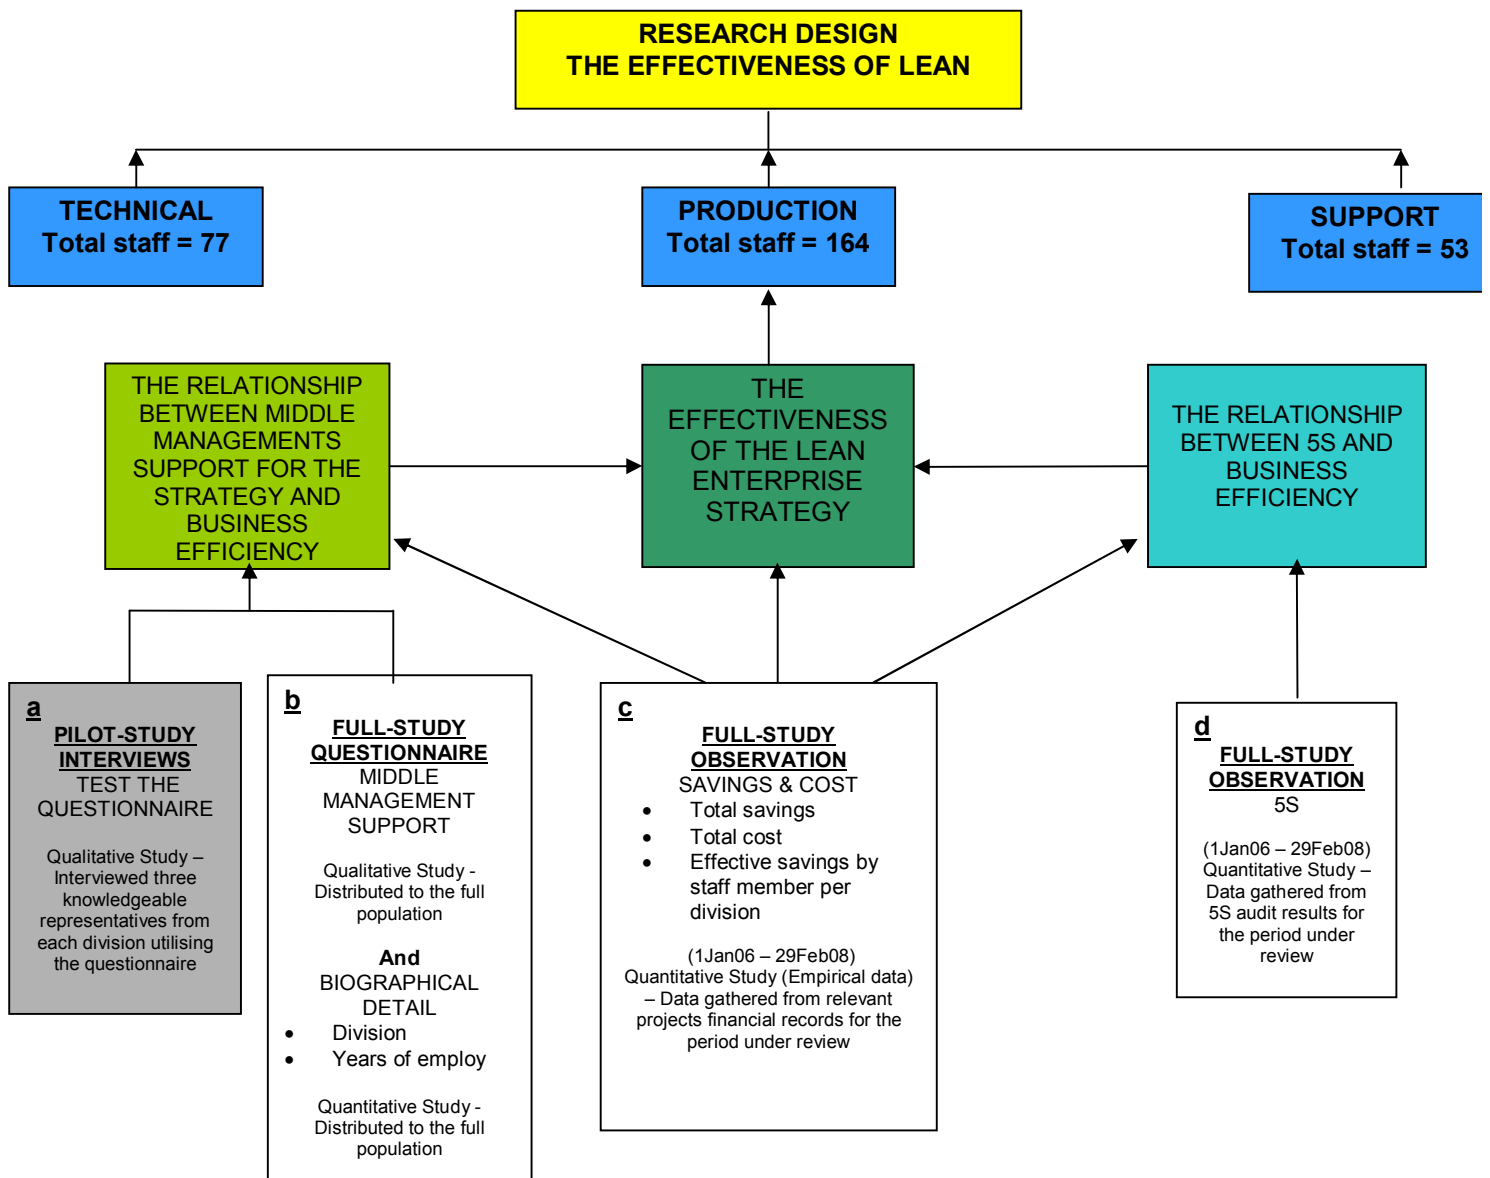 RESEARCH DESIGN
THE EFFECTIVENESS OF LEAN
TECHNICAL
Total staff = 77
PRODUCTION
Total staff = 164
SUPPORT
Total staff = 53
THE RELATIONSHIP
BETWEEN MIDDLE
MANAGEMENTS
SUPPORT FOR THE
STRATEGY AND
BUSINESS
EFFICIENCY
THE
EFFECTIVENESS
OF THE LEAN
ENTERPRISE
STRATEGY
THE RELATIONSHIP
BETWEEN 5S AND
BUSINESS
EFFICIENCY
a
PILOT-STUDY
INTERVIEWS
TEST THE
QUESTIONNAIRE
Qualitative Study –
Interviewed three
knowledgeable
representatives from
each division utilising
the questionnaire
b
FULL-STUDY
QUESTIONNAIRE
MIDDLE
MANAGEMENT
SUPPORT
Qualitative Study -
Distributed to the full
population
And
BIOGRAPHICAL
DETAIL
• Division
• Years of employ
Quantitative Study -
Distributed to the full
population
c
FULL-STUDY
OBSERVATION
SAVINGS & COST
• Total savings
• Total cost
• Effective savings by
staff member per
division
(1Jan06 – 29Feb08)
Quantitative Study (Empirical data)
– Data gathered from relevant
projects financial records for the
period under review
d
FULL-STUDY
OBSERVATION
5S
(1Jan06 – 29Feb08)
Quantitative Study –
Data gathered from
5S audit results for
the period under
review